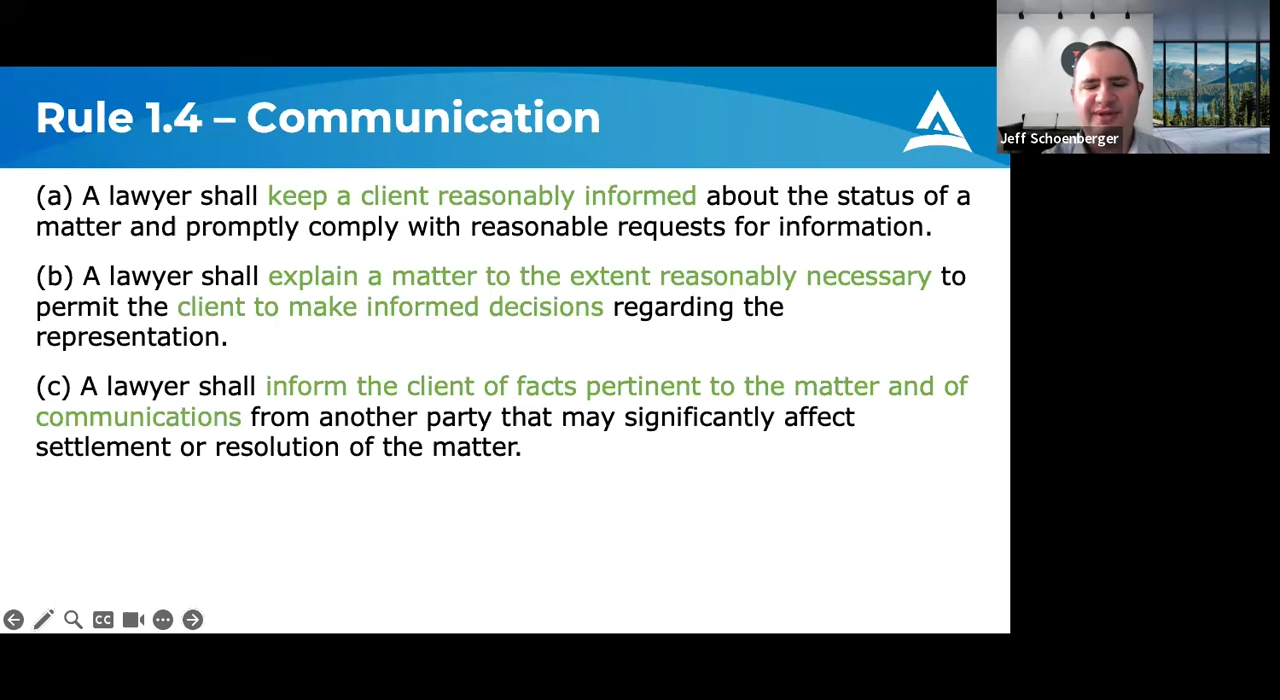 Rule 1.4 – Communication
Jeff Schoenberger
(a) A lawyer shall keep a client reasonably informed about the status of a
matter and promptly comply with reasonable requests for information.
(b) A lawyer shall explain a matter to the extent reasonably necessary to
permit the client to make informed decisions regarding the
representation.
(c) A lawyer shall inform the client of facts pertinent to the matter and of
communications from another party that may significantly affect
settlement or resolution of the matter.
CC